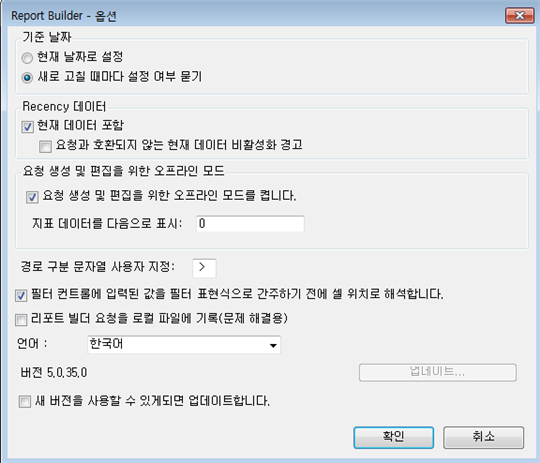 Report Builder - 옵션
기준 날짜
현재 날짜로 설정
새로 고칠 때마다 설정 여부 묻기
Recency 데이터
현재 데이터 포함
요청과 호환되지 않는 현재 데이터 비활성화 경고
요청 생성 및 편집을 위한 오프라인 모드
요청 생성 및 편집을 위한 오프라인 모드를 켭니다.
지표 데이터를 다음으로 표시: 0
경로 구분 문자열 사용자 지정: >
필터 컨트롤에 입력된 값을 필터 표현식으로 간주하기 전에 셀 위치로 해석합니다.
리포트 빌더 요청을 로컬 파일에 기록(문제 해결용)
언어 : 한국어
버전 5.0.35.0 업데이트...
새 버전을 사용할 수 있게되면 업데이트합니다.
확인 취소